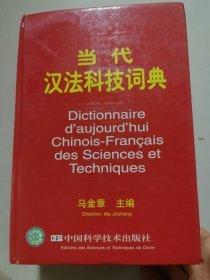 当代
汉法科技词典
Dictionnaire
d'aujourd'hui
Chinois-Français
des Sciences et
Techniques
马金章 主编
Direction: Ma Jinzhang
中国科学技术出版社
Editions des Sciences et Techniques de Chine